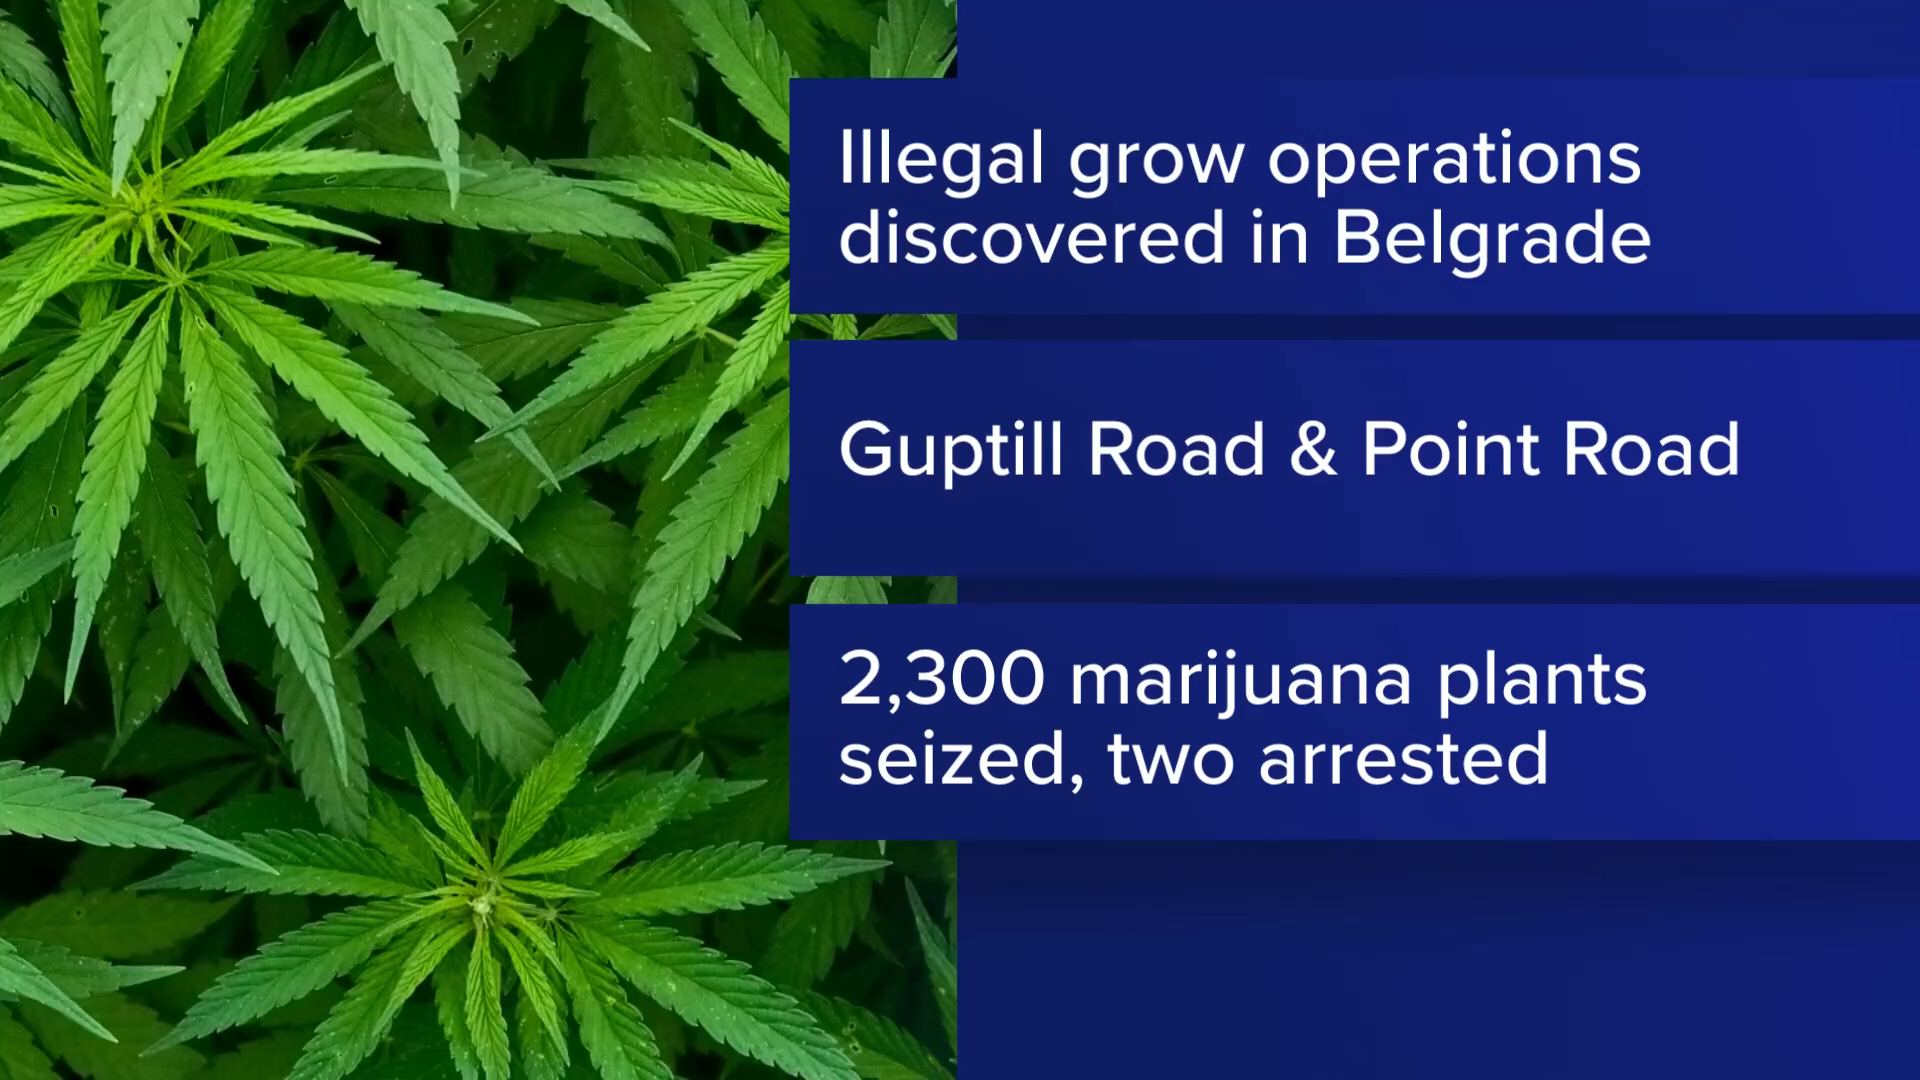 Illegal grow operations
discovered in Belgrade
Guptill Road & Point Road
2,300 marijuana plants
seized, two arrested